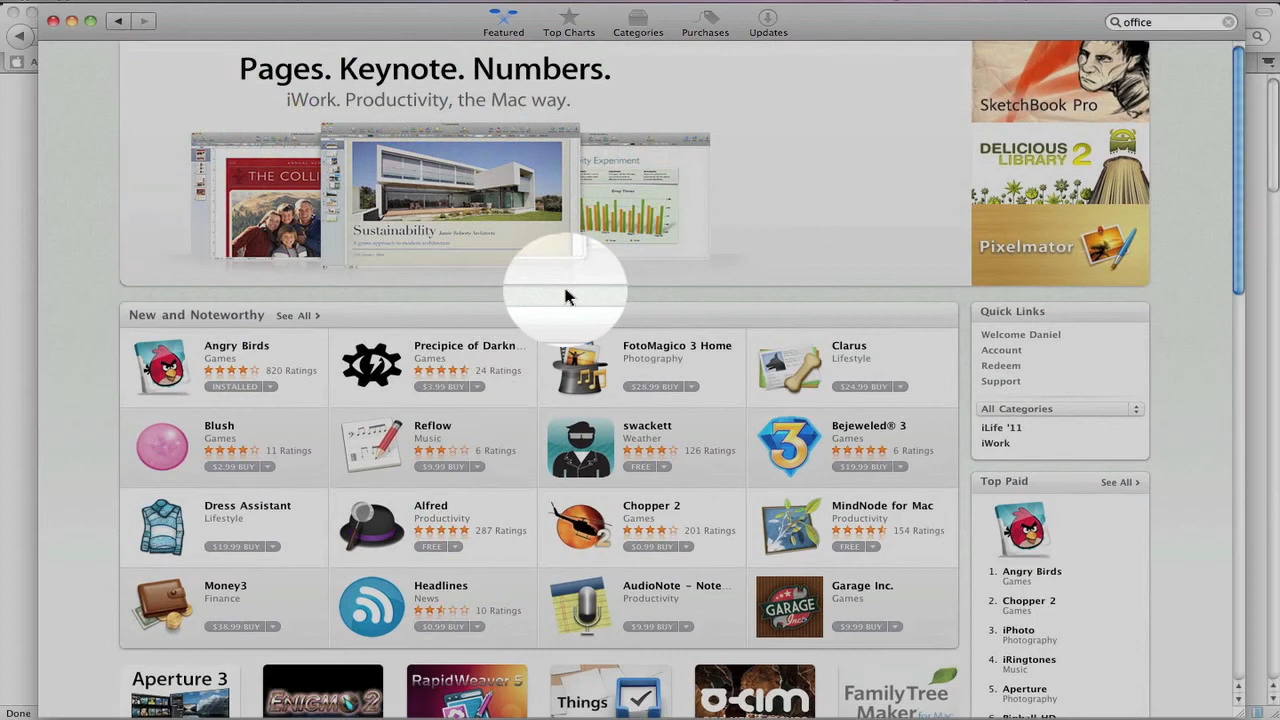 Featured
Top Charts
Categories
Purchases
Updates
office
Pages. Keynote. Numbers.
iWork. Productivity, the Mac way.
THE COLLI
Sustainability
SketchBook Pro
DELICIOUS
LIBRARY 2
Pixelmator
New and Noteworthy See All >
Angry Birds
Games
820 Ratings
INSTALLED
Precipice of Darkn...
Games
24 Ratings
$3.99 BUY
FotoMagico 3 Home
Photography
$28.99 BUY
Clarus
Lifestyle
$24.99 BUY
Blush
Games
11 Ratings
$2.99 BUY
Reflow
Music
6 Ratings
$9.99 BUY
swackett
Weather
126 Ratings
FREE
Bejeweled® 3
Games
6 Ratings
$19.99 BUY
Dress Assistant
Lifestyle
$19.99 BUY
Alfred
Productivity
287 Ratings
FREE
Chopper 2
Games
201 Ratings
$0.99 BUY
MindNode for Mac
Productivity
154 Ratings
FREE
Money3
Finance
$38.99 BUY
Headlines
News
10 Ratings
$0.99 BUY
AudioNote - Note...
Productivity
$9.99 BUY
Garage Inc.
Games
$9.99 BUY
Quick Links
Welcome Daniel
Account
Redeem
Support
All Categories
iLife '11
iWork
Top Paid See All >
1. Angry Birds
Games
2. Chopper 2
Games
3. iPhoto
Photography
4. iRingtones
Music
5. Aperture
Photography
Aperture 3
ENIGMO 2
RapidWeaver 5
Things
FamilyTree
Maker for Mac
Done